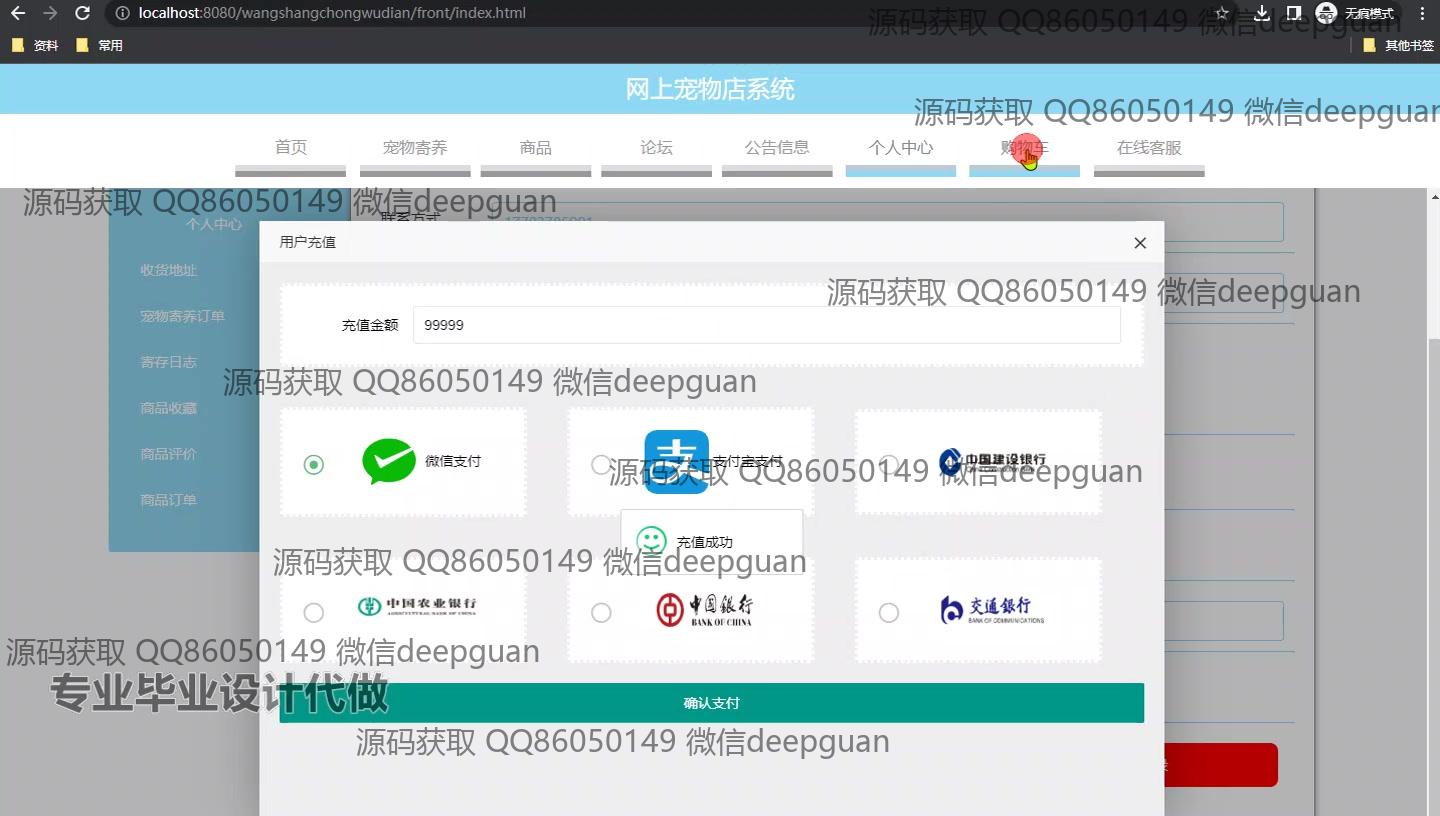 localhost:8080/wangshangchongwudian/front/index.html
无痕模式
源码获取 QQ86050149 微信deepguan
资料
常用
其他书签
网上宠物店系统
源码获取 QQ86050149 微信deepguan
首页
宠物寄养
商品
论坛
公告信息
个人中心
购物车
在线客服
源码获取 QQ86050149 微信deepguan
个人中心
联系方式
用户充值
收货地址
源码获取 QQ86050149 微信deepguan
宠物寄养订单
充值金额
99999
寄存日志
源码获取 QQ86050149 微信deepguan
商品收藏
商品评价
微信支付
支付宝支付
中国建设银行
源码获取 QQ86050149 微信deepguan
商品订单
充值成功
源码获取 QQ86050149 微信deepguan
中国农业银行
AGRICULTURAL BANK OF CHINA
中国银行
BANK OF CHINA
交通银行
BANK OF COMMUNICATIONS
源码获取 QQ86050149 微信deepguan
专业毕业设计代做
确认支付
源码获取 QQ86050149 微信deepguan